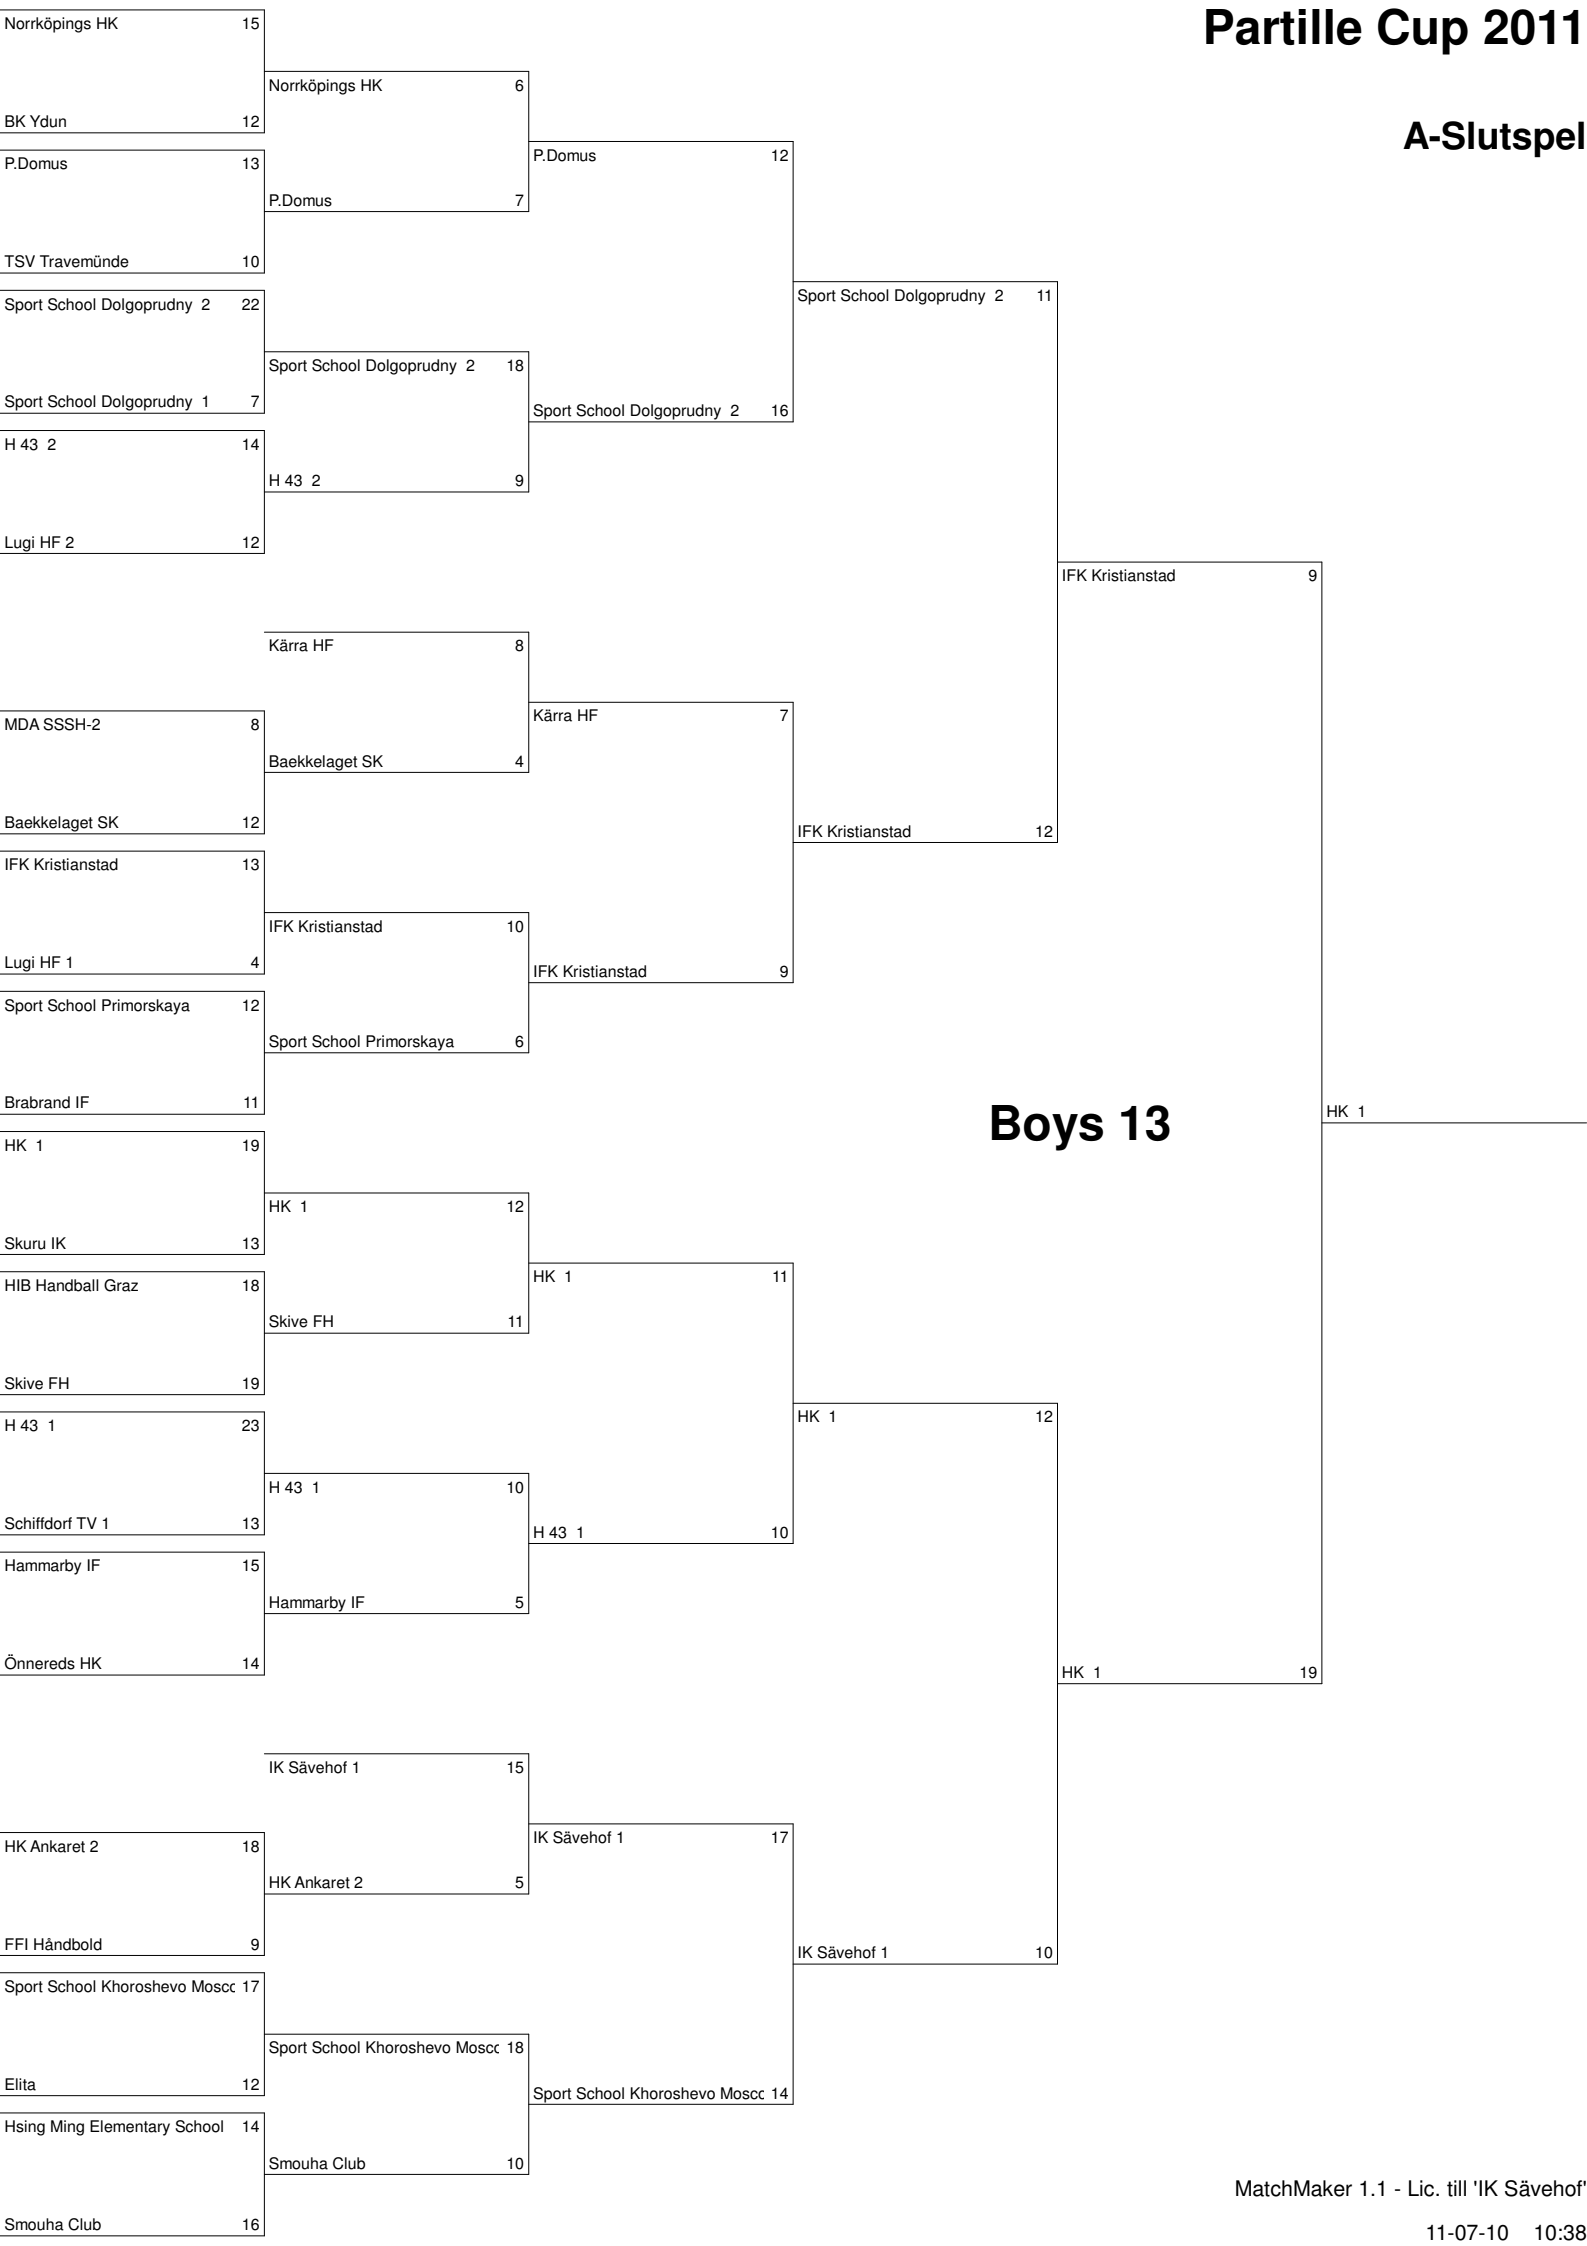 Partille Cup 2011
A-Slutspel
Boys 13
Norrköpings HK 15
BK Ydun 12
P.Domus 13
TSV Travemünde 10
Sport School Dolgoprudny 2 22
Sport School Dolgoprudny 1 7
H 43 2 14
Lugi HF 2 12
MDA SSSH-2 8
Baekkelaget SK 12
IFK Kristianstad 13
Lugi HF 1 4
Sport School Primorskaya 12
Brabrand IF 11
HK 1 19
Skuru IK 13
HIB Handball Graz 18
Skive FH 19
H 43 1 23
Schiffdorf TV 1 13
Hammarby IF 15
Önnereds HK 14
HK Ankaret 2 18
FFI Håndbold 9
Sport School Khoroshevo Mosco 17
Elita 12
Hsing Ming Elementary School 14
Smouha Club 16
Norrköpings HK 6
P.Domus 7
Sport School Dolgoprudny 2 18
H 43 2 9
Kärra HF 8
Baekkelaget SK 4
IFK Kristianstad 10
Sport School Primorskaya 6
HK 1 12
Skive FH 11
H 43 1 10
Hammarby IF 5
IK Sävehof 1 15
HK Ankaret 2 5
Sport School Khoroshevo Mosco 18
Smouha Club 10
P.Domus 12
Sport School Dolgoprudny 2 16
Kärra HF 7
IFK Kristianstad 9
HK 1 11
H 43 1 10
IK Sävehof 1 17
Sport School Khoroshevo Mosco 14
Sport School Dolgoprudny 2 11
IFK Kristianstad 12
HK 1 12
IK Sävehof 1 10
IFK Kristianstad 9
HK 1 19
HK 1
MatchMaker 1.1 - Lic. till 'IK Sävehof'
11-07-10 10:38